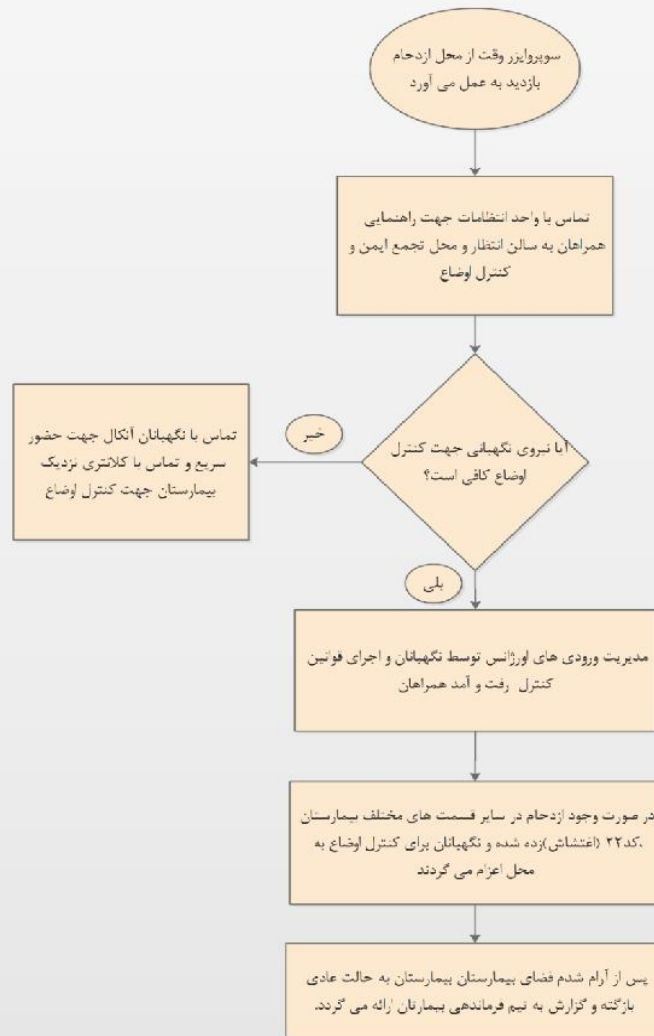 سوپروایزر وقت از محل ازدحام
بازدید به عمل می آورد
تماس با واحد انتظامات جهت راهنمایی
همراهان به سالن انتظار و محل تجمع ایمن و
کنترل اوضاع
آیا نیروی نگهبانی جهت کنترل
اوضاع کافی است؟
خیر
تماس با نگهبانان آنکال جهت حضور
سریع و تماس با کلانتری نزدیک
بیمارستان جهت کنترل اوضاع
بلی
مدیریت ورودی های اورژانس توسط نگهبانان و اجرای قوانین
کنترل رفت و آمد همراهان
در صورت وجود ازدحام در سایر قسمت های مختلف بیمارستان
،کد۲۲ (اغتشاش)زده شده و نگهبانان برای کنترل اوضاع به
محل اعزام می گردند
پس از آرام شدم فضای بیمارستان بیمارستان به حالت عادی
بازگته و گزارش به تیم فرماندهی بیمارتان ارائه می گردد.